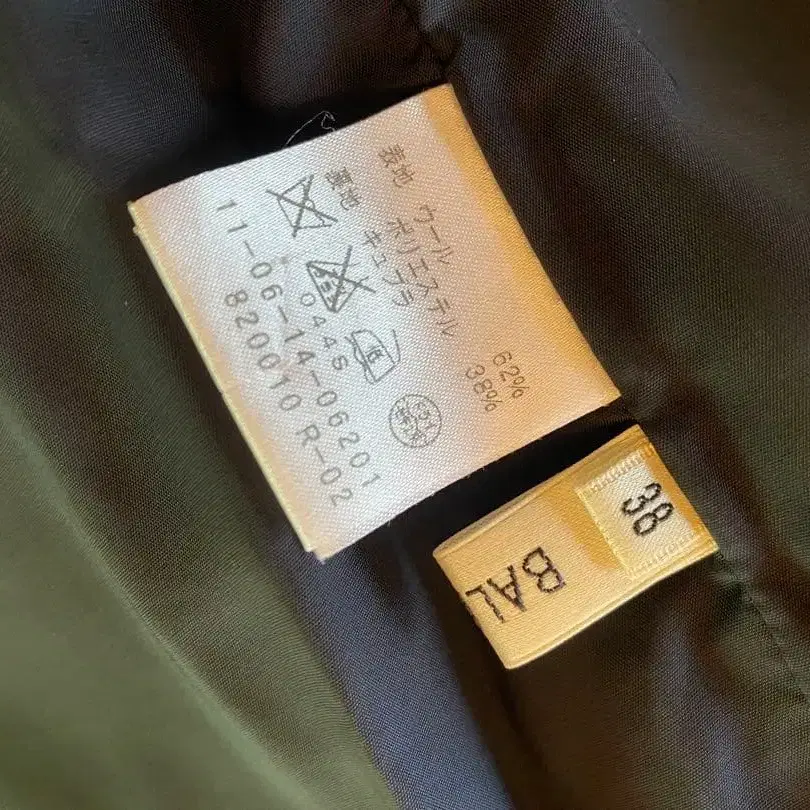 表地 ウール 62%
ポリエステル 38%
裏地 キュプラ
044S
11-06-14-06201
820010 R-02
38
BAL